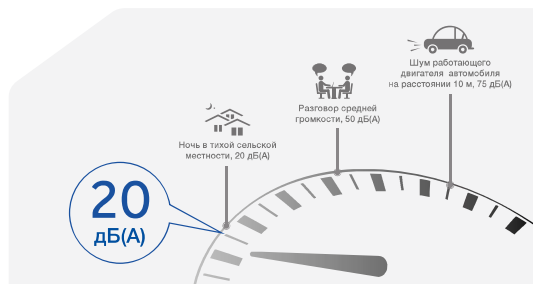 Шум работающего
двигателя автомобиля
на расстоянии 10 м, 75 дБ(А)
Разговор средней
громкости, 50 дБ(А)
Ночь в тихой сельской
местности, 20 дБ(А)
20
дБ(А)